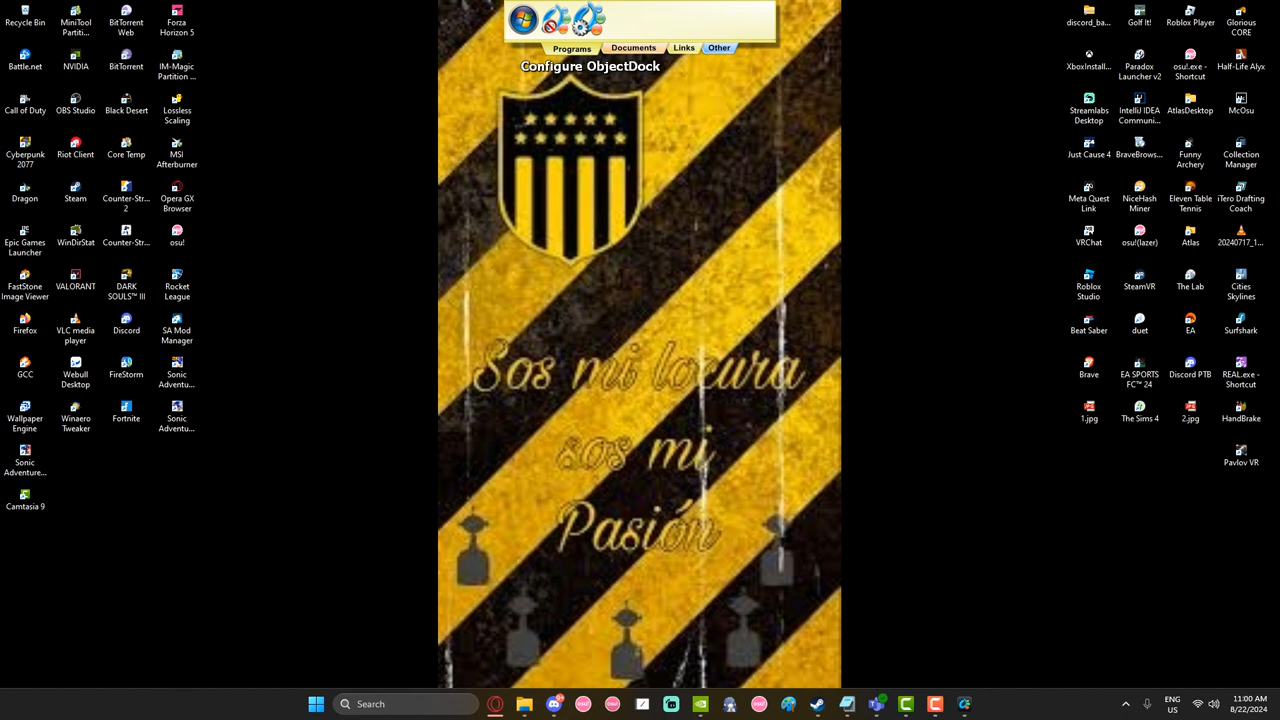 Recycle Bin
MiniTool Partiti...
BitTorrent Web
Forza Horizon 5
Battle.net
NVIDIA
BitTorrent
IM-Magic Partition ...
Call of Duty
OBS Studio
Black Desert
Lossless Scaling
Cyberpunk 2077
Riot Client
Core Temp
MSI Afterburner
Dragon
Steam
Counter-Str... 2
Opera GX Browser
Epic Games Launcher
WinDirStat
Counter-Str...
osu!
FastStone Image Viewer
VALORANT
DARK SOULS™ III
Rocket League
Firefox
VLC media player
Discord
SA Mod Manager
GCC
Webull Desktop
FireStorm
Sonic Adventu...
Wallpaper Engine
Winaero Tweaker
Fortnite
Sonic Adventu...
Sonic Adventure...
Camtasia 9
Programs
Documents
Links
Other
Configure ObjectDock
Sos mi locura
sos mi
Pasión
discord_ba...
Golf It!
Roblox Player
Glorious CORE
XboxInstall...
Paradox Launcher v2
osu!.exe - Shortcut
Half-Life Alyx
Streamlabs Desktop
IntelliJ IDEA Communi...
AtlasDesktop
McOsu
Just Cause 4
BraveBrows...
Funny Archery
Collection Manager
Meta Quest Link
NiceHash Miner
Eleven Table Tennis
iTero Drafting Coach
VRChat
osu!(lazer)
Atlas
20240717_1...
Roblox Studio
SteamVR
The Lab
Cities Skylines
Beat Saber
duet
EA
Surfshark
Brave
EA SPORTS FC™ 24
Discord PTB
REAL.exe - Shortcut
1.jpg
The Sims 4
2.jpg
HandBrake
Pavlov VR
Search
ENG
US
11:00 AM
8/22/2024